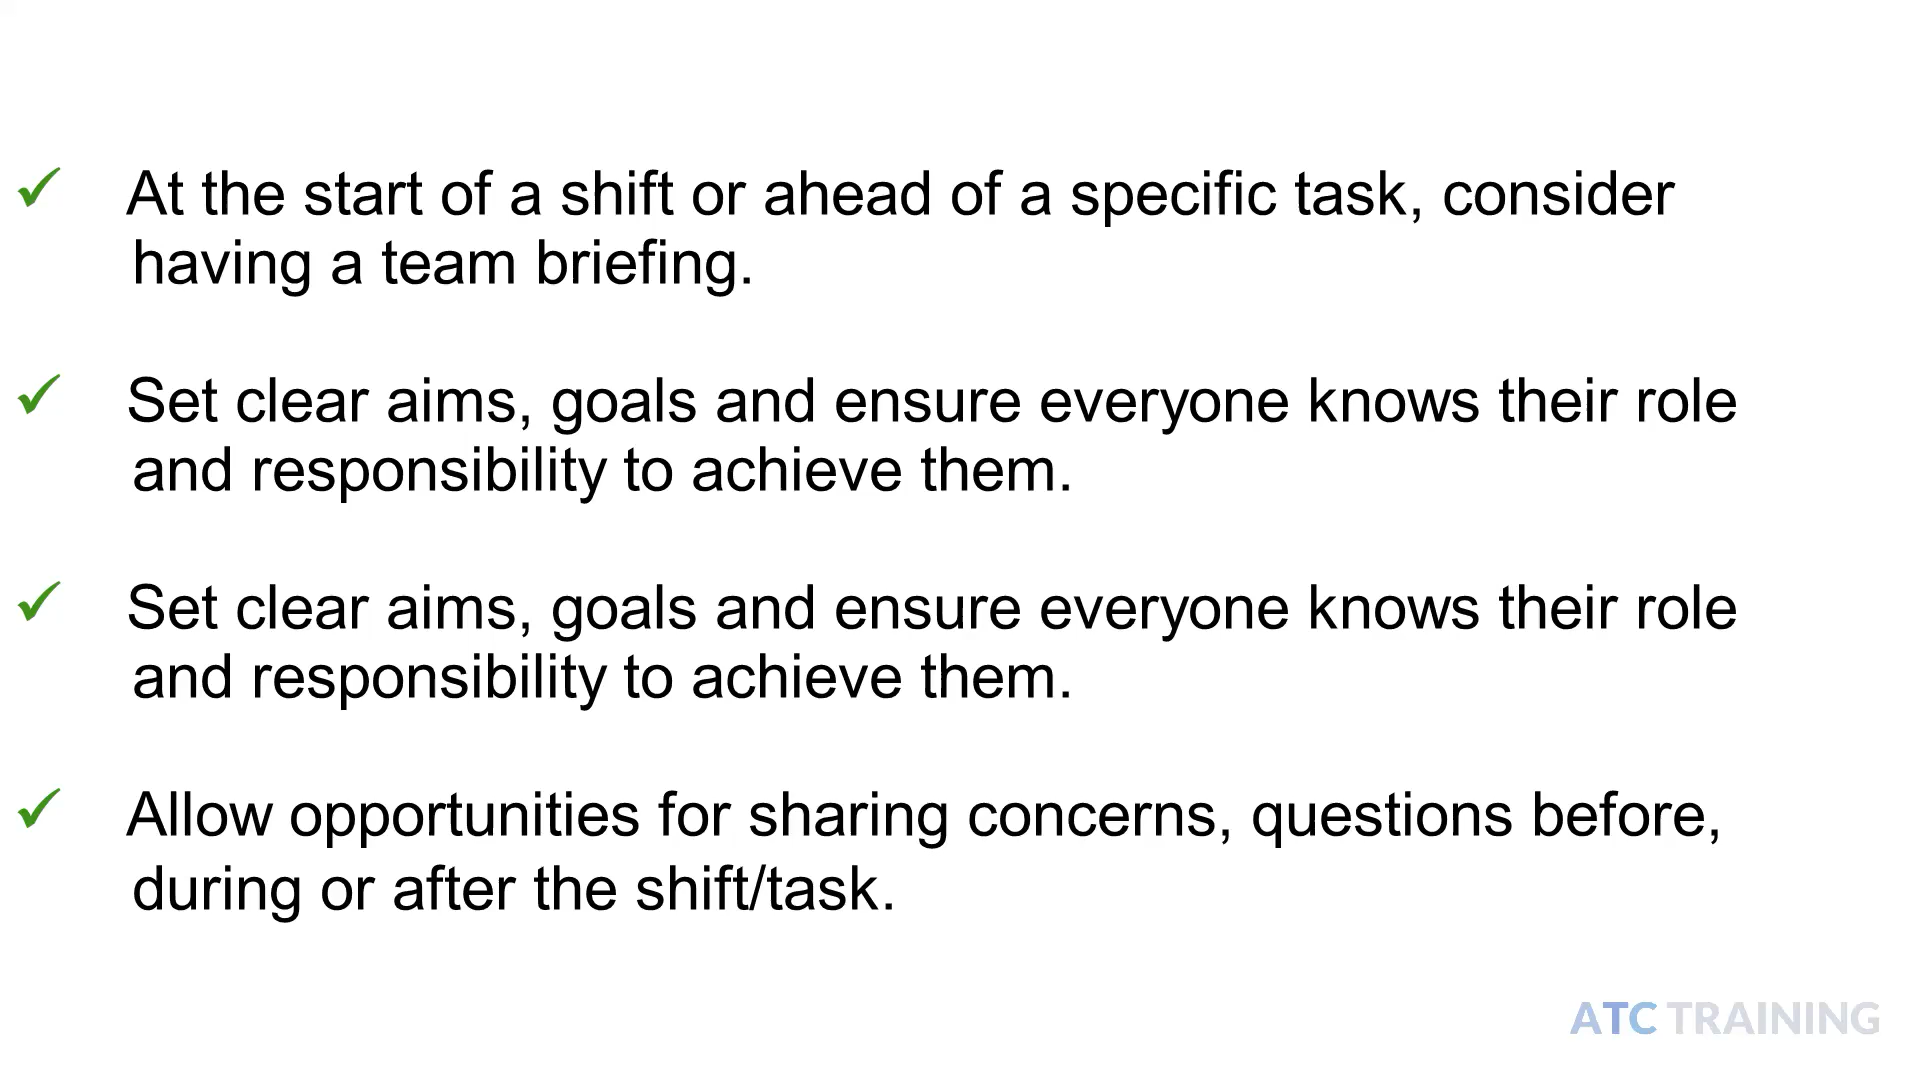 ✓ At the start of a shift or ahead of a specific task, consider
having a team briefing.
✓ Set clear aims, goals and ensure everyone knows their role
and responsibility to achieve them.
✓ Set clear aims, goals and ensure everyone knows their role
and responsibility to achieve them.
✓ Allow opportunities for sharing concerns, questions before,
during or after the shift/task.
ATC TRAINING